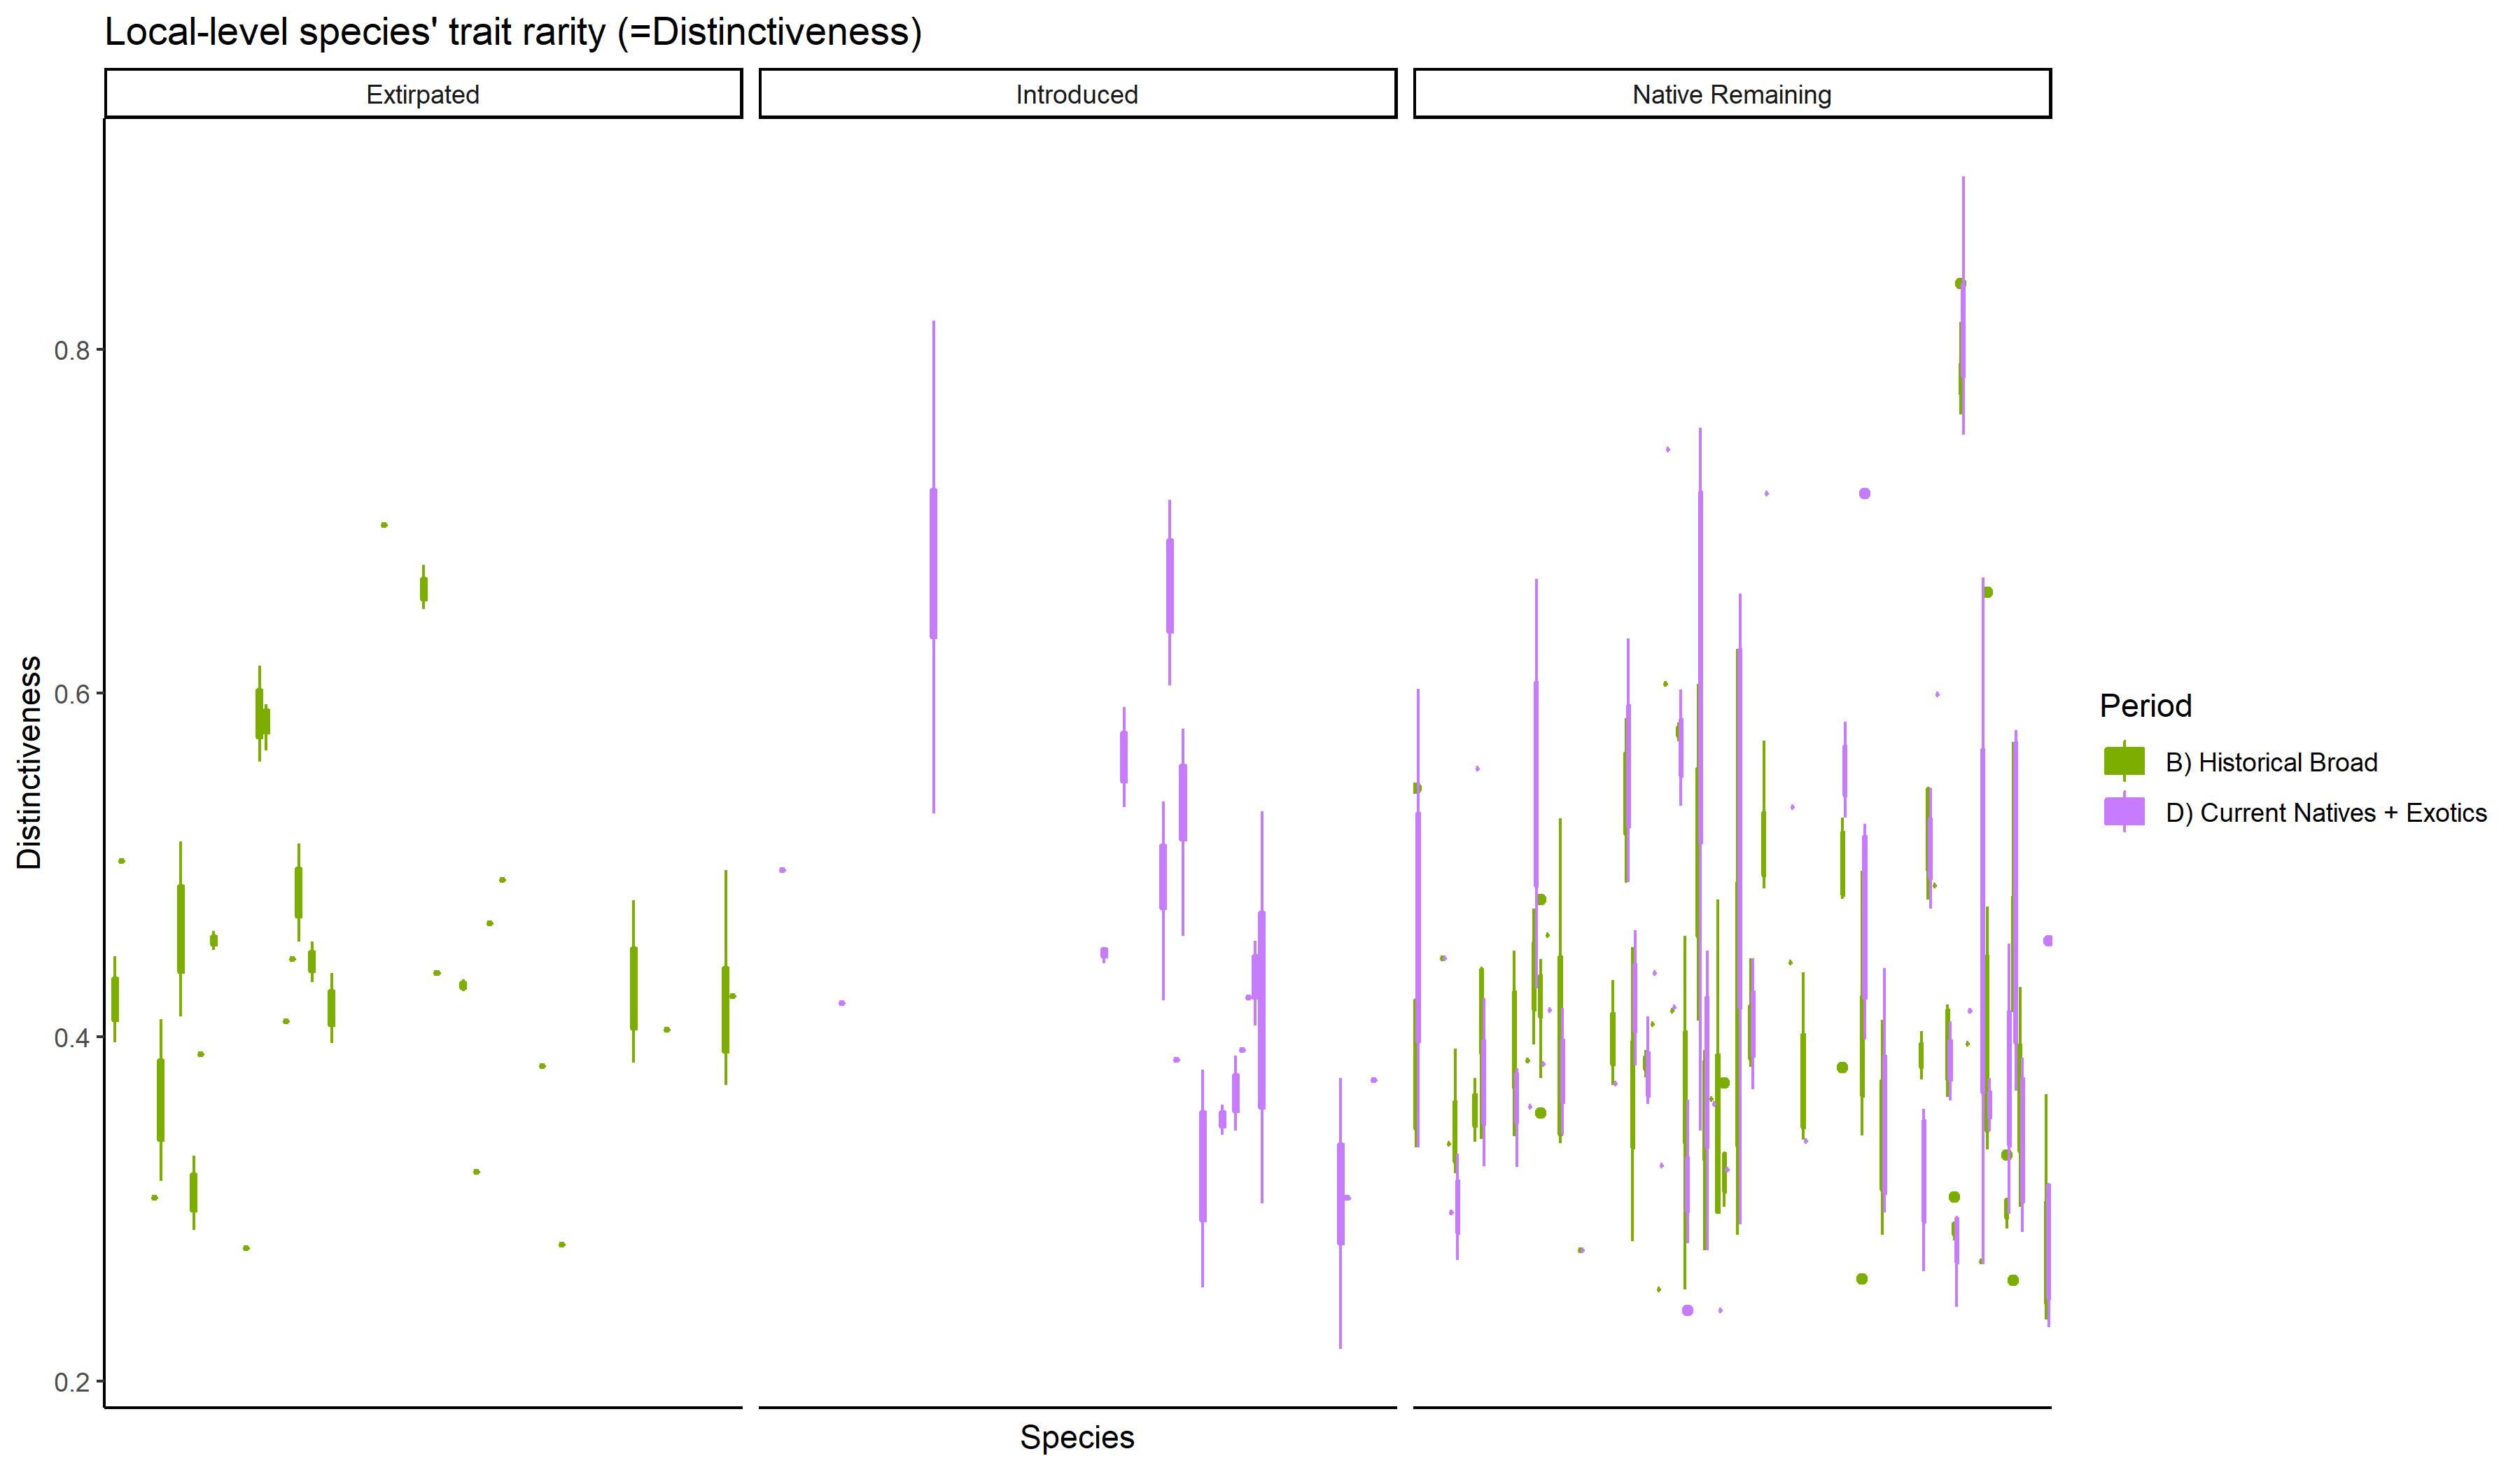 Local-level species' trait rarity (=Distinctiveness)
Extirpated
Introduced
Native Remaining
Distinctiveness
0.8
0.6
0.4
0.2
Species
Period
B) Historical Broad
D) Current Natives + Exotics